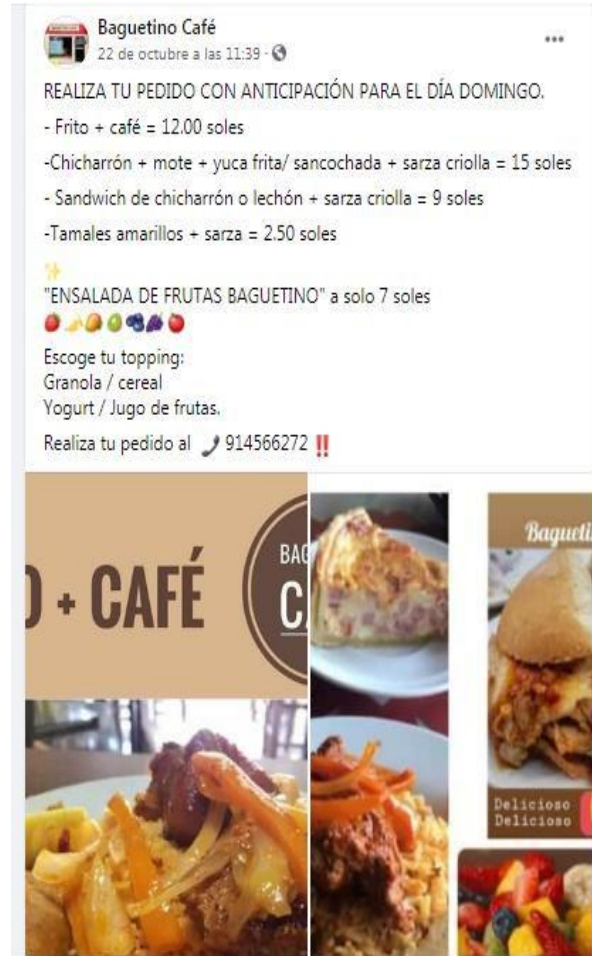 Baguetino Café
22 de octubre a las 11:39 ·
REALIZA TU PEDIDO CON ANTICIPACIÓN PARA EL DÍA DOMINGO.
- Frito + café = 12.00 soles
-Chicharrón + mote + yuca frita/ sancochada + sarza criolla = 15 soles
- Sandwich de chicharrón o lechón + sarza criolla = 9 soles
-Tamales amarillos + sarza = 2.50 soles
"ENSALADA DE FRUTAS BAGUETINO" a solo 7 soles
Escoge tu topping:
Granola / cereal
Yogurt / Jugo de frutas.
Realiza tu pedido al 914566272 ‼
O + CAFÉ
BAG
C
Bagueti
Delicioso
Delicioso